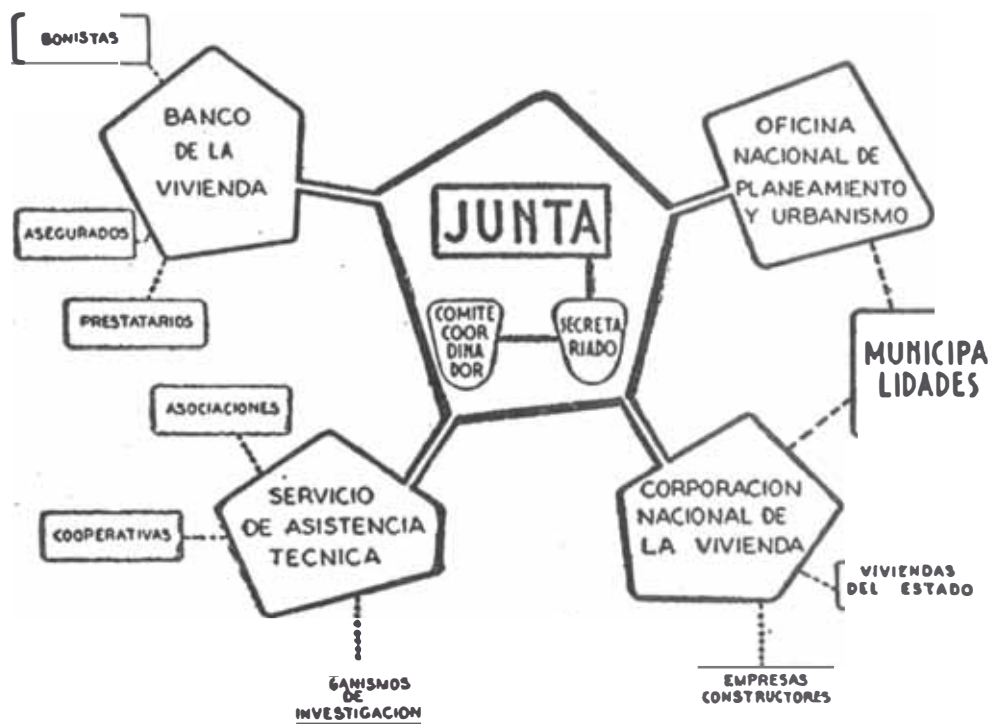 BONISTAS
BANCO
DE LA
VIVIENDA
ASEGURADOS
PRESTATARIOS
JUNTA
COMITE
COOR
DINA
DOR
SECRETA
RIADO
OFICINA
NACIONAL DE
PLANEAMIENTO
Y URBANISMO
MUNICIPA
LIDADES
ASOCIACIONES
COOPERATIVAS
SERVICIO
DE ASISTENCIA
TECNICA
GANISMOS
DE
INVESTIGACION
CORPORACION
NACIONAL DE
LA VIVIENDA
VIVIENDAS
DEL ESTADO
EMPRESAS
CONSTRUCTORES